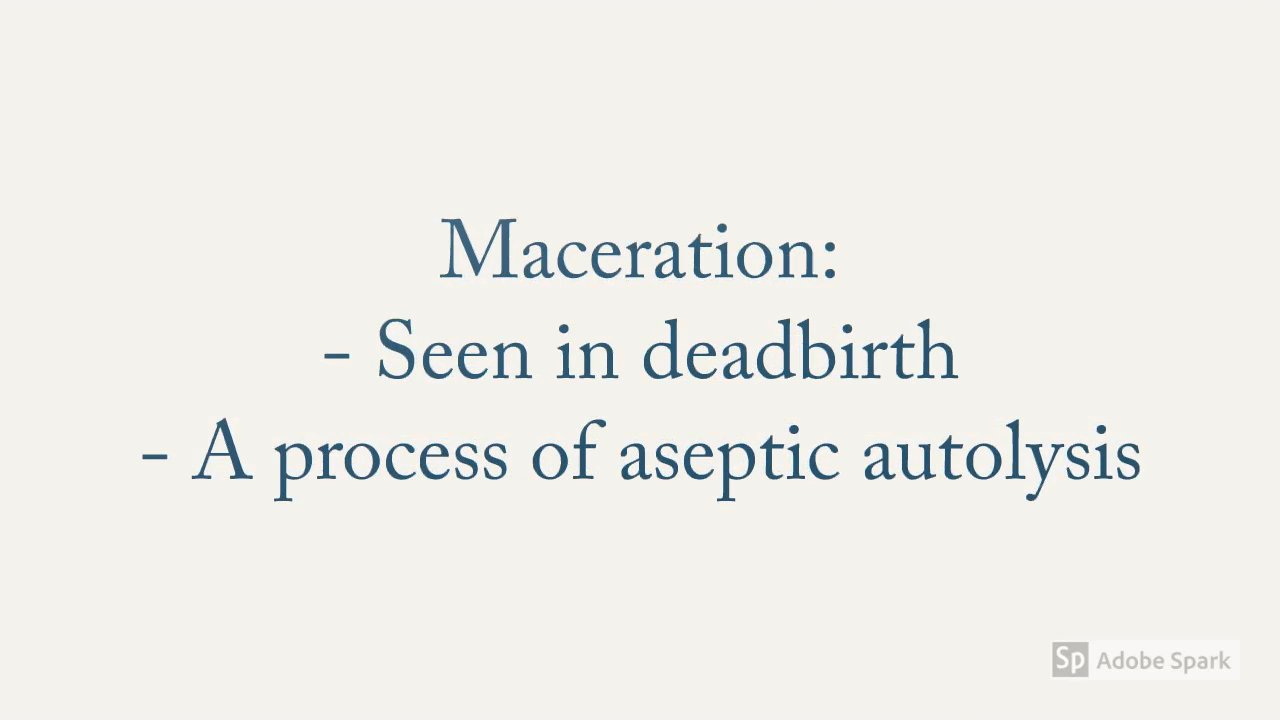 Maceration:
- Seen in deadbirth
- A process of aseptic autolysis
Sp Adobe Spark